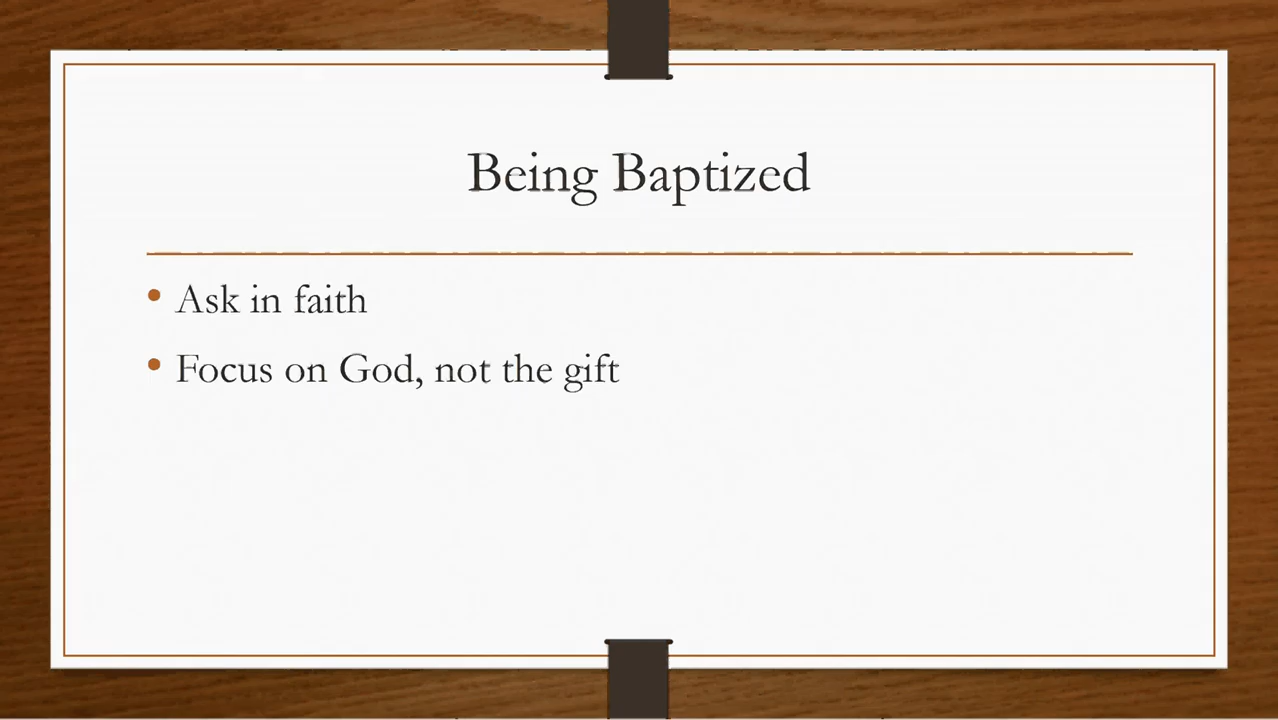 Being Baptized
• Ask in faith
• Focus on God, not the gift